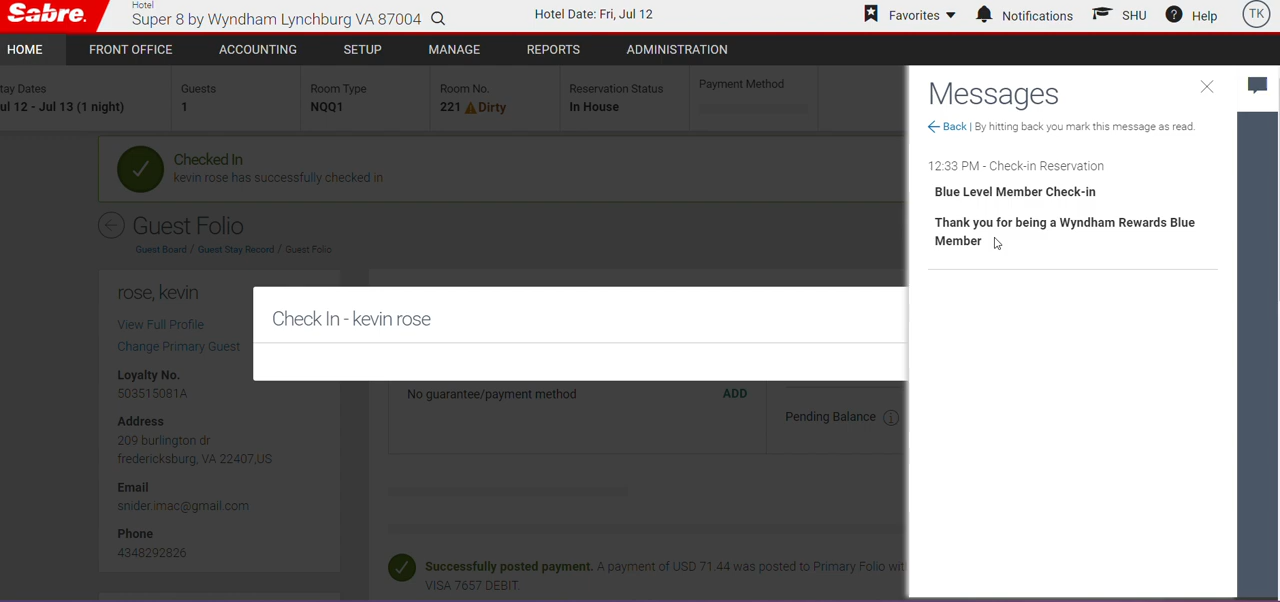 Sabre.
Hotel
Super 8 by Wyndham Lynchburg VA 87004
Hotel Date: Fri, Jul 12
Favorites
Notifications
SHU
? Help
TK
HOME
FRONT OFFICE
ACCOUNTING
SETUP
MANAGE
REPORTS
ADMINISTRATION
tay Dates
ul 12 - Jul 13 (1 night)
Guests
1
Room Type
NQQ1
Room No.
221 Dirty
Reservation Status
In House
Payment Method
Checked In
kevin rose has successfully checked in
Guest Folio
Guest Board / Guest Stay Record / Guest Folio
rose, kevin
View Full Profile
Change Primary Guest
Loyalty No.
503515081A
Address
209 burlington dr
fredericksburg, VA 22407,US
Email
snider.imac@gmail.com
Phone
4348292826
Check In - kevin rose
No guarantee/payment method
ADD
Pending Balance
Successfully posted payment. A payment of USD 71.44 was posted to Primary Folio wit
VISA 7657 DEBIT.
Messages
Back | By hitting back you mark this message as read.
12:33 PM - Check-in Reservation
Blue Level Member Check-in
Thank you for being a Wyndham Rewards Blue
Member